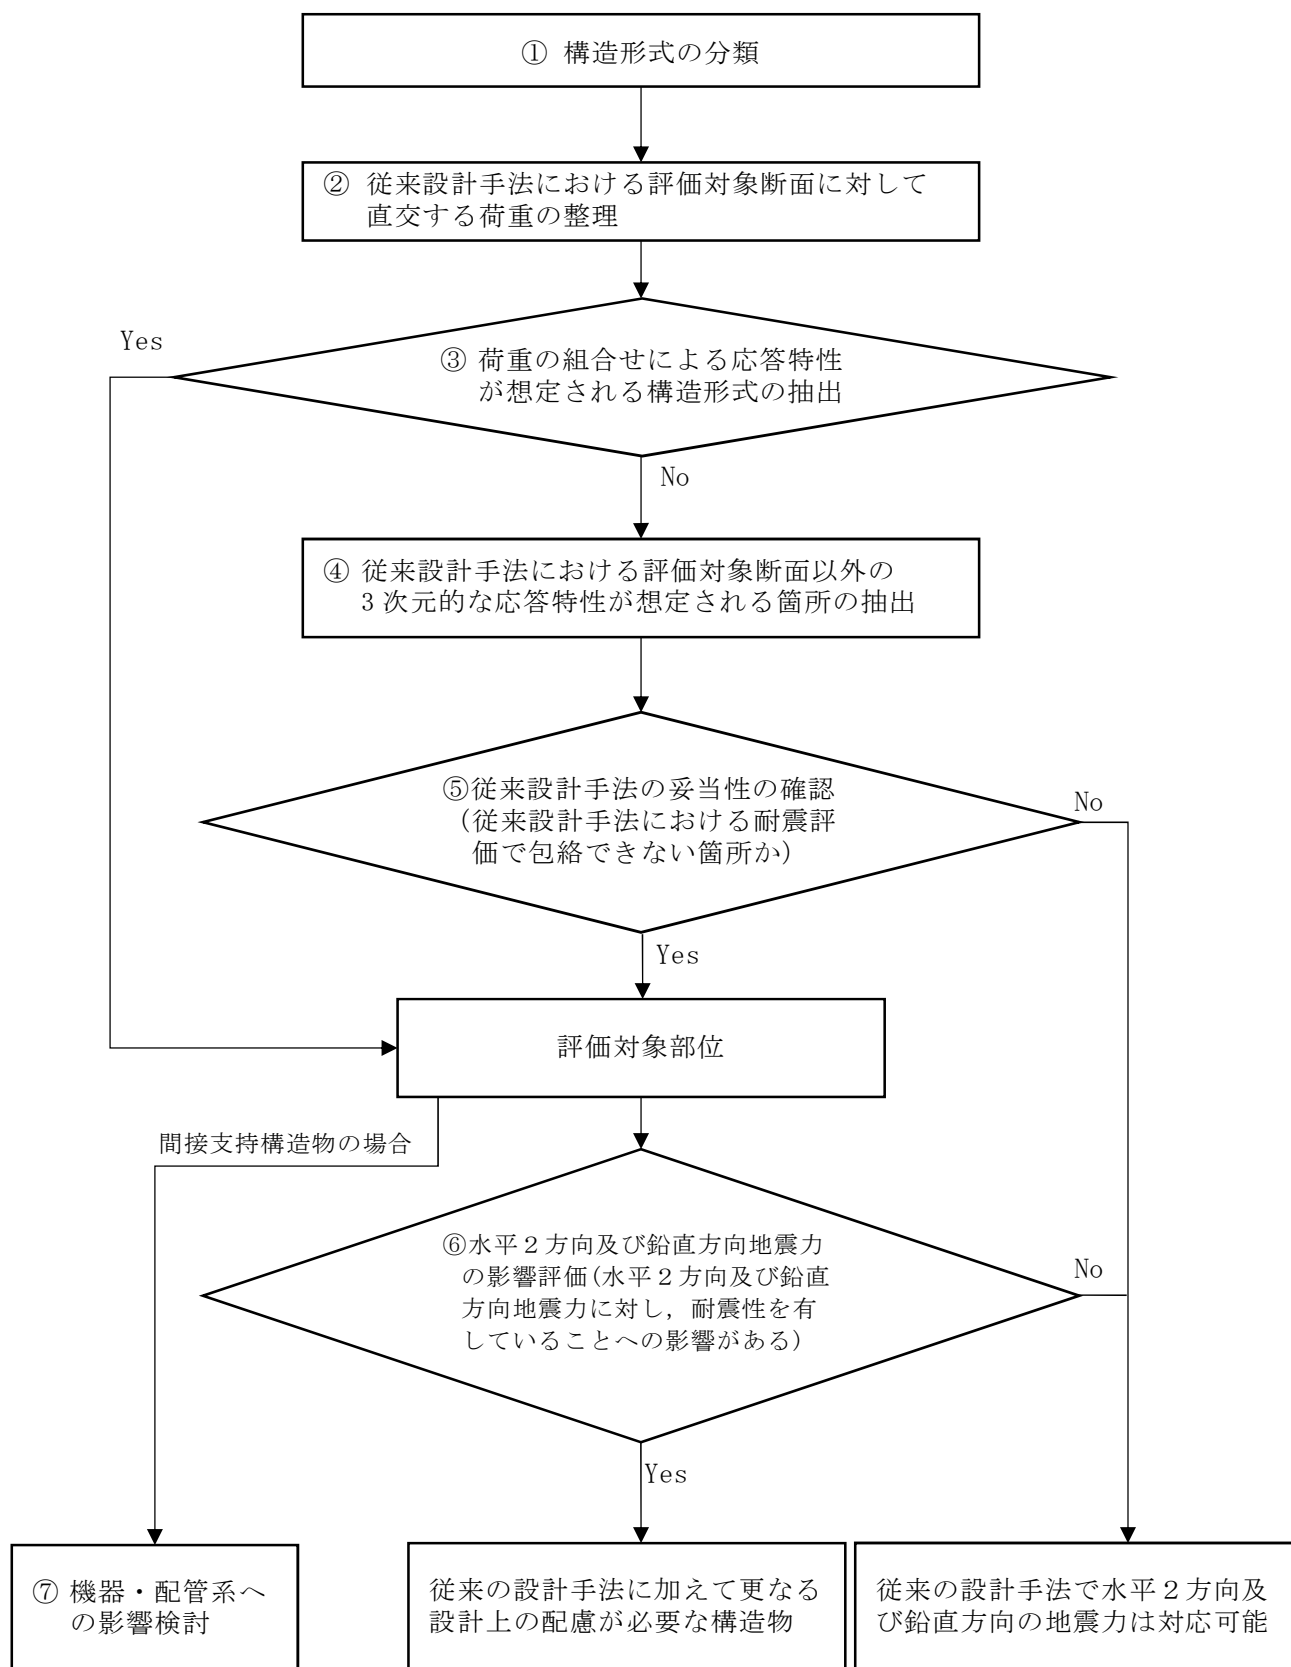 ① 構造形式の分類
② 従来設計手法における評価対象断面に対して
直交する荷重の整理
Yes
③ 荷重の組合せによる応答特性
が想定される構造形式の抽出
No
④ 従来設計手法における評価対象断面以外の
3次元的な応答特性が想定される箇所の抽出
⑤従来設計手法の妥当性の確認
(従来設計手法における耐震評
価で包絡できない箇所か)
No
Yes
評価対象部位
間接支持構造物の場合
⑥水平2方向及び鉛直方向地震力
の影響評価(水平2方向及び鉛直
方向地震力に対し，耐震性を有
していることへの影響がある)
No
Yes
⑦ 機器・配管系へ
の影響検討
従来の設計手法に加えて更なる
設計上の配慮が必要な構造物
従来の設計手法で水平2方向及
び鉛直方向の地震力は対応可能